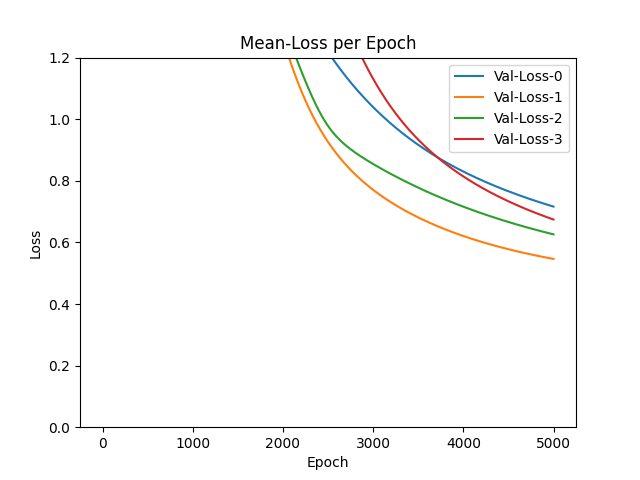 Mean-Loss per Epoch
1.2
1.0
0.8
0.6
0.4
0.2
0.0
Loss
Val-Loss-0
Val-Loss-1
Val-Loss-2
Val-Loss-3
0 1000 2000 3000 4000 5000
Epoch